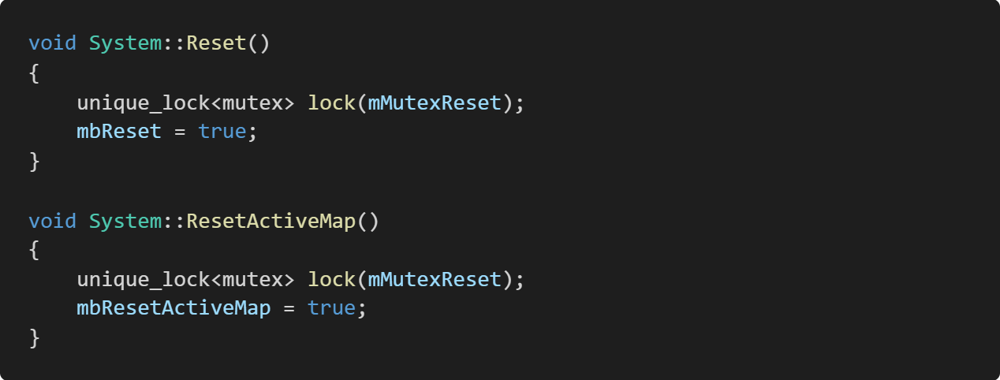 void System::Reset()
{
    unique_lock<mutex> lock(mMutexReset);
    mbReset = true;
}

void System::ResetActiveMap()
{
    unique_lock<mutex> lock(mMutexReset);
    mbResetActiveMap = true;
}